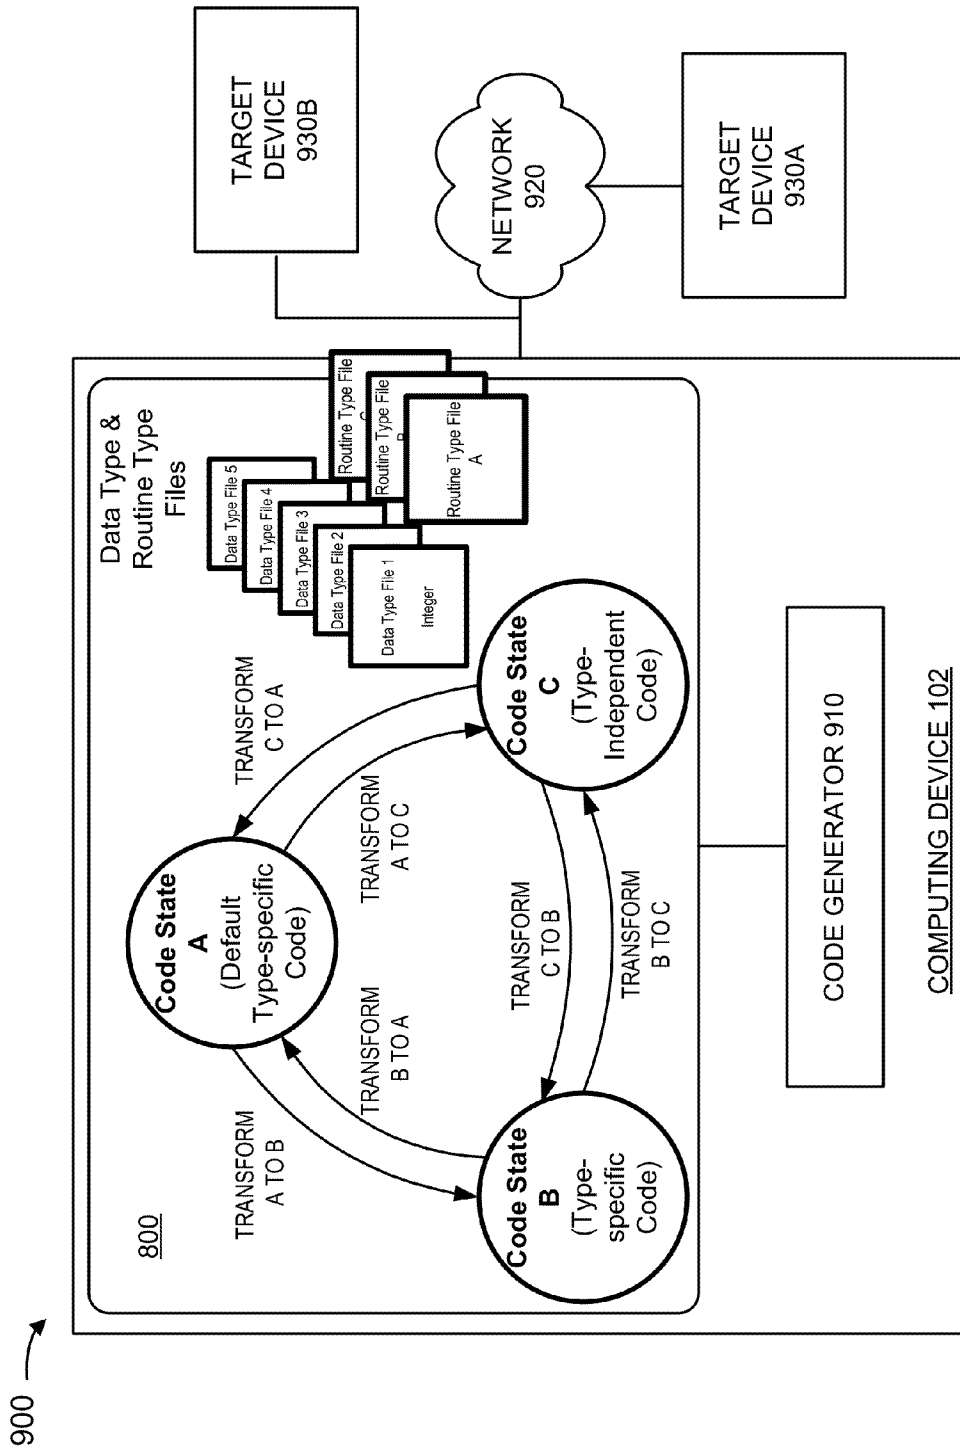 900
800
Code State
A
(Default
Type-specific
Code)
TRANSFORM
A TO B
TRANSFORM
B TO A
TRANSFORM
C TO A
TRANSFORM
A TO C
Code State
B
(Type-
specific
Code)
TRANSFORM
C TO B
TRANSFORM
B TO C
Code State
C
(Type-
Independent
Code)
Data Type &
Routine Type
Files
Data Type File 5
Data Type File 4
Data Type File 3
Data Type File 2
Data Type File 1
Integer
Routine Type File
Routine Type File
Routine Type File
A
CODE GENERATOR 910
COMPUTING DEVICE 102
TARGET
DEVICE
930B
NETWORK
920
TARGET
DEVICE
930A